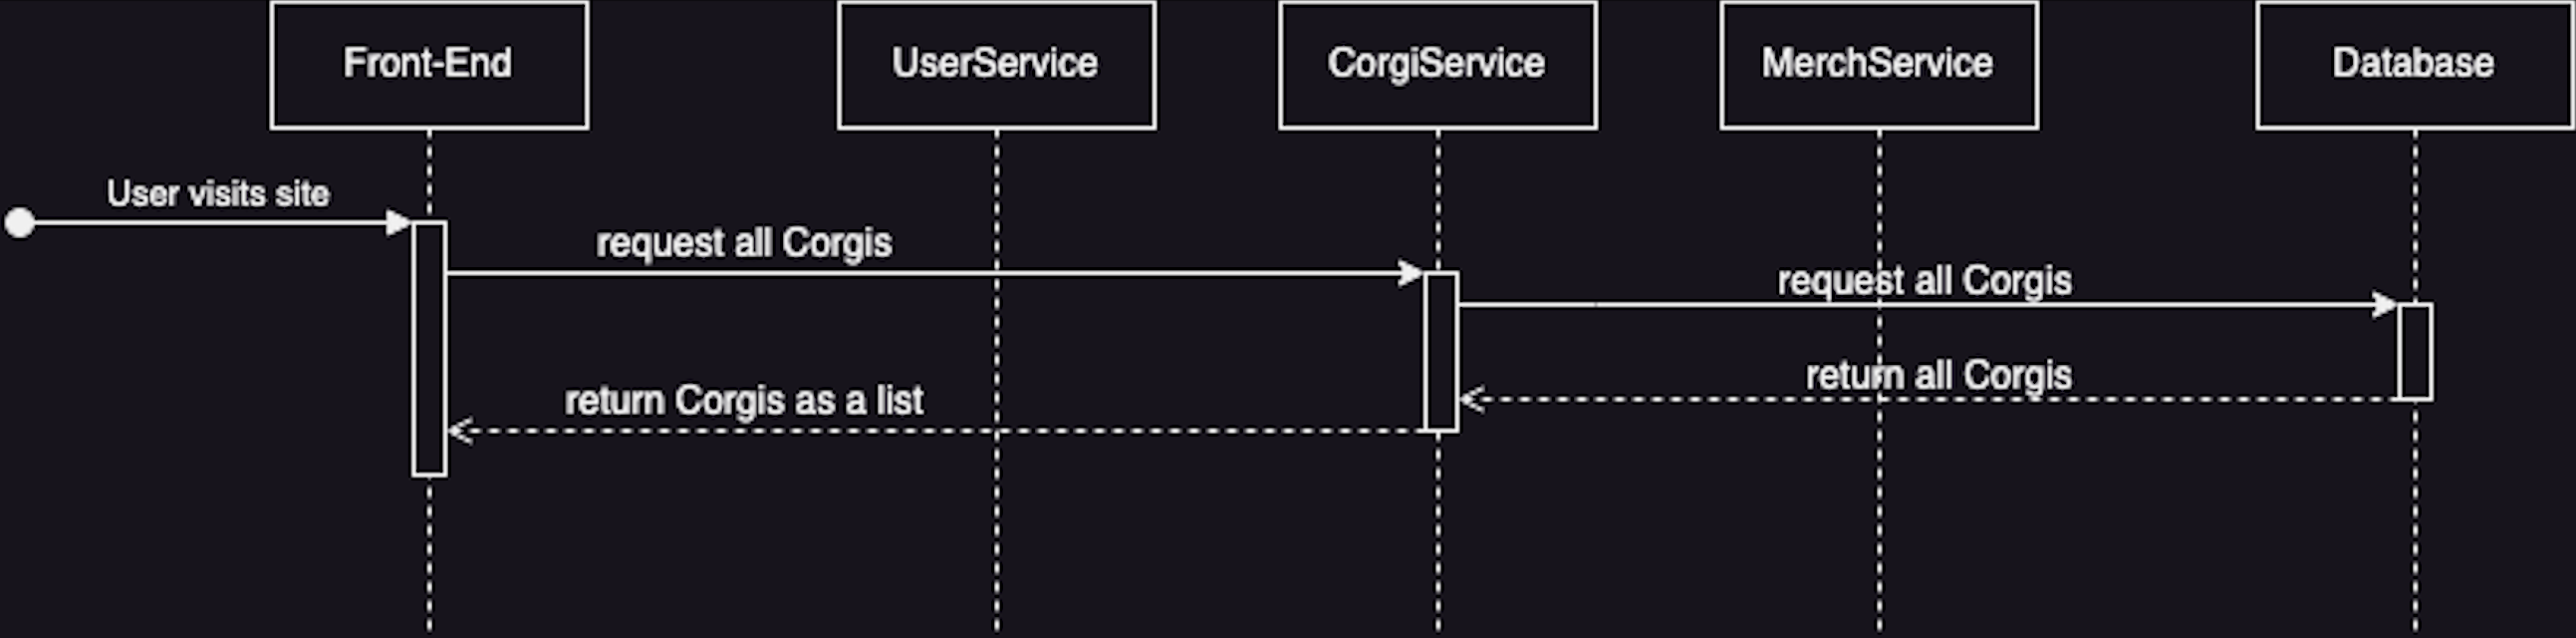 Front-End
UserService
CorgiService
MerchService
Database
User visits site
request all Corgis
request all Corgis
return all Corgis
return Corgis as a list